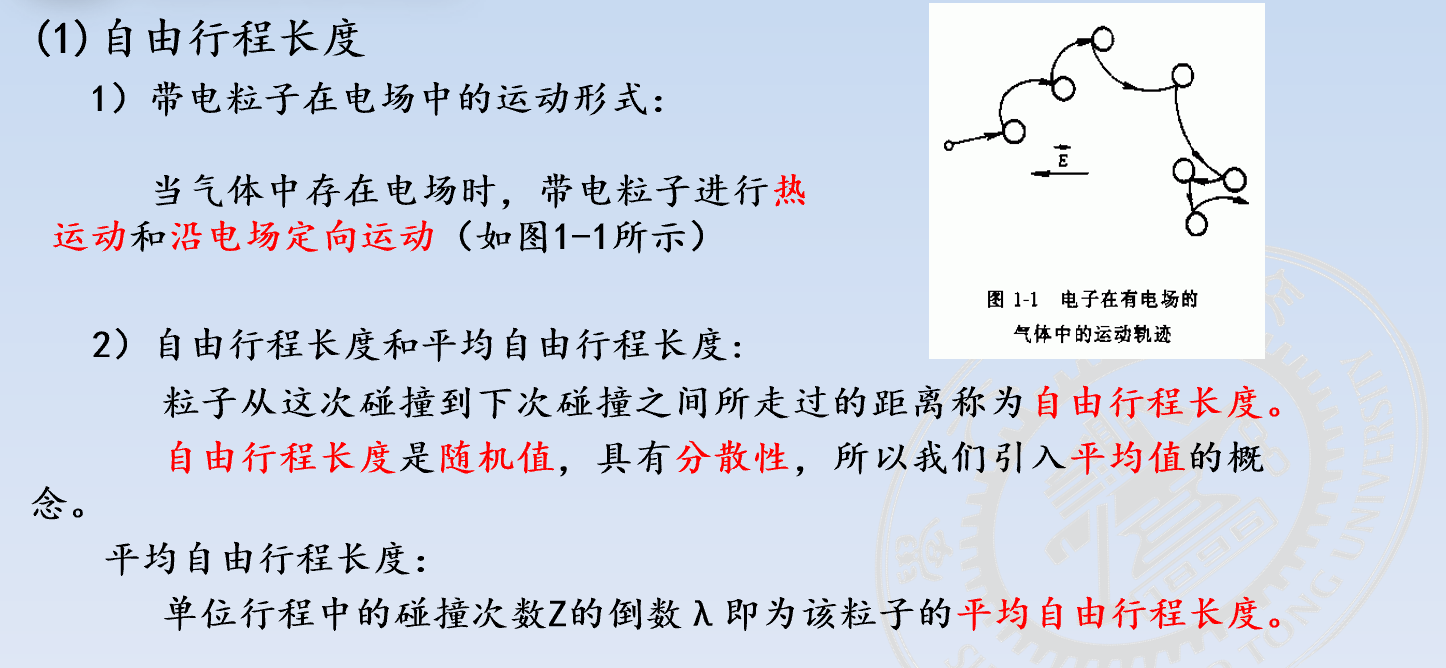 (1)自由行程长度
1）带电粒子在电场中的运动形式：
当气体中存在电场时，带电粒子进行热
运动和沿电场定向运动（如图1-1所示）
E
图 1-1 电子在有电场的
气体中的运动轨迹
2）自由行程长度和平均自由行程长度：
粒子从这次碰撞到下次碰撞之间所走过的距离称为自由行程长度。
自由行程长度是随机值，具有分散性，所以我们引入平均值的概
念。
平均自由行程长度：
单位行程中的碰撞次数Z的倒数λ即为该粒子的平均自由行程长度。